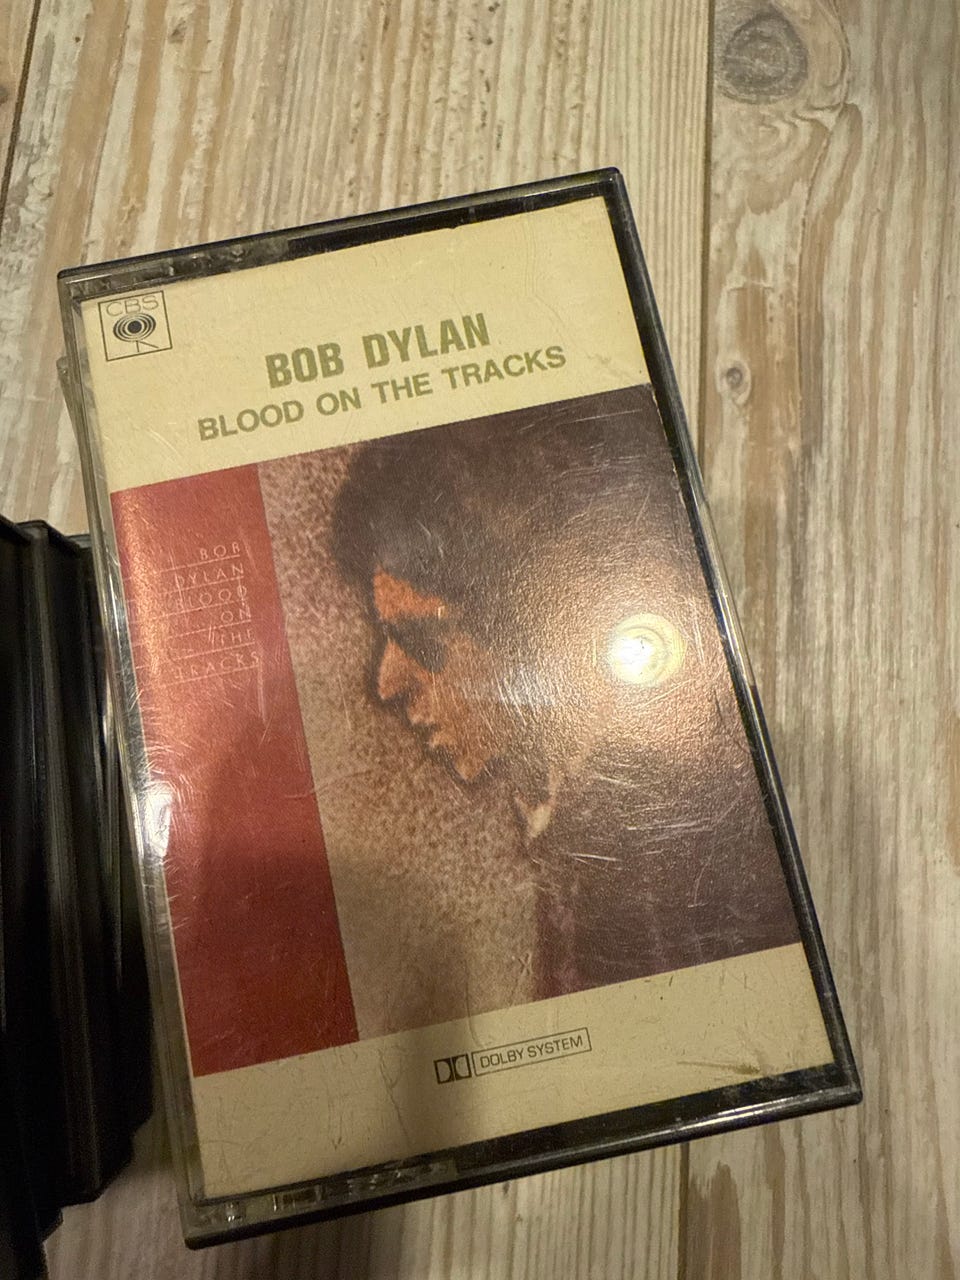 CBS
BOB DYLAN
BLOOD ON THE TRACKS
BOB
DYLAN
BLOOD
ON
THE
TRACKS
DOLBY SYSTEM